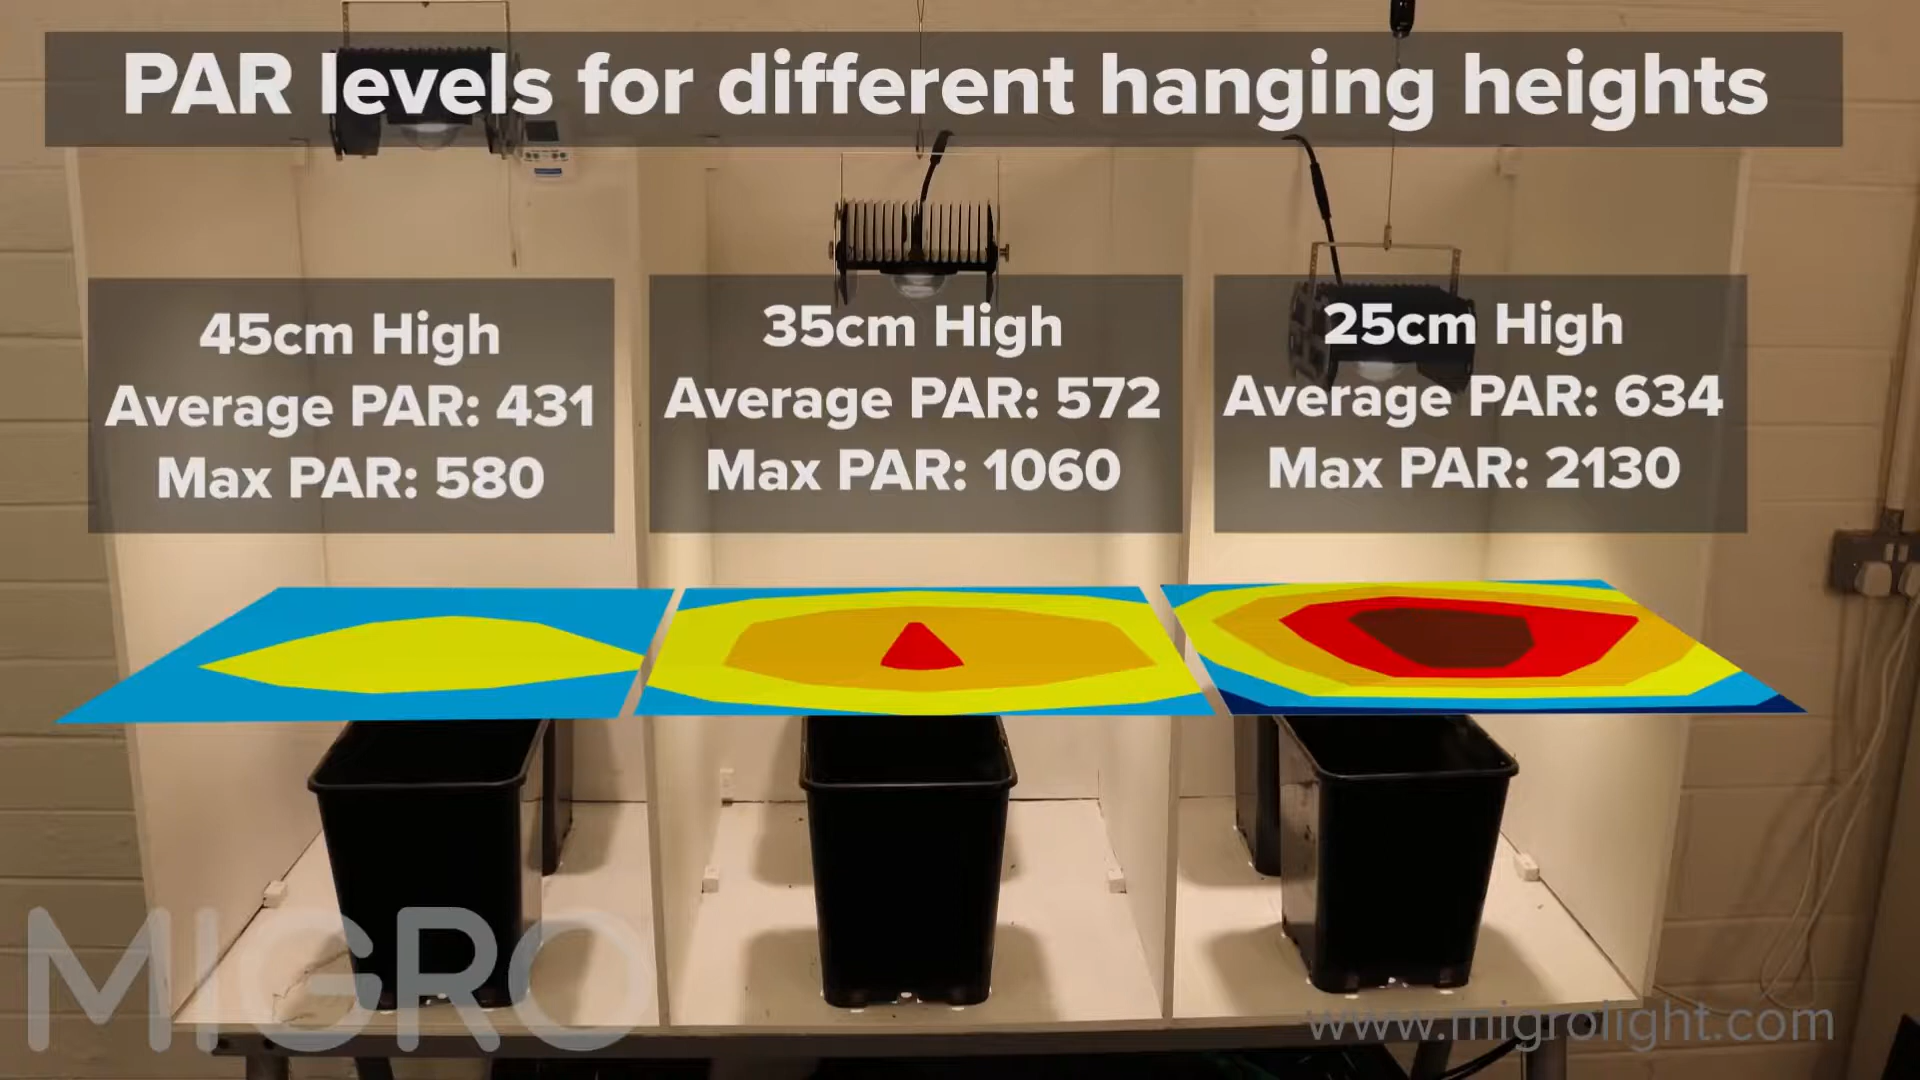 PAR levels for different hanging heights
45cm High
Average PAR: 431
Max PAR: 580
35cm High
Average PAR: 572
Max PAR: 1060
25cm High
Average PAR: 634
Max PAR: 2130
MIGRO
www.migrolight.com